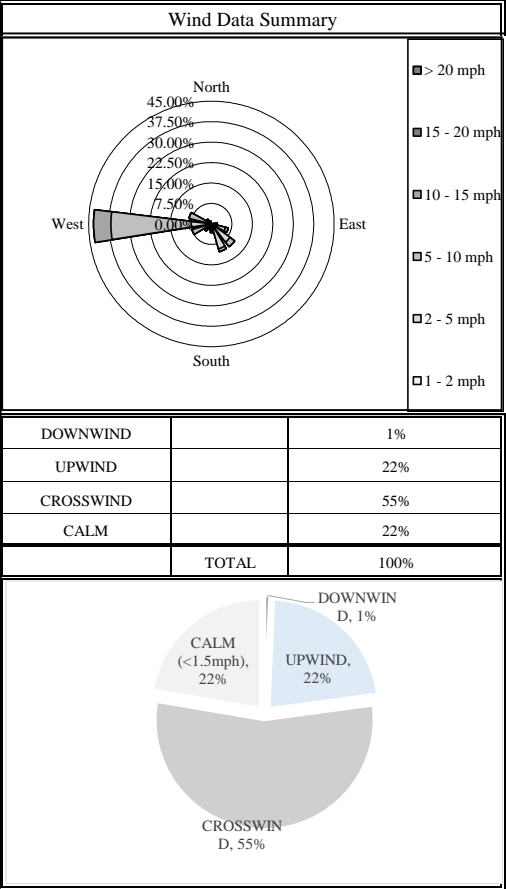 Wind Data Summary
North
45.00%
37.50%
30.00%
22.50%
15.00%
7.50%
0.00%
West
East
South
> 20 mph
15 - 20 mph
10 - 15 mph
5 - 10 mph
2 - 5 mph
1 - 2 mph
DOWNWIND 1%
UPWIND 22%
CROSSWIND 55%
CALM 22%
TOTAL 100%
DOWNWIN
D, 1%
CALM
(<1.5mph),
22%
UPWIND,
22%
CROSSWIN
D, 55%